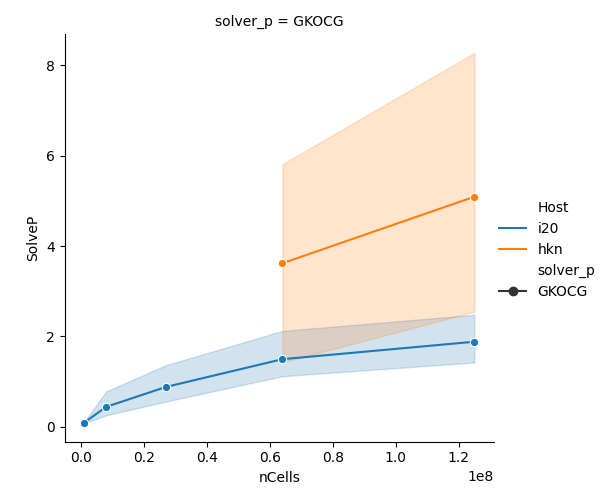 solver_p = GKOCG
SolveP
8
6
4
2
0
0.0 0.2 0.4 0.6 0.8 1.0 1.2
1e8
nCells
Host
i20
hkn
solver_p
GKOCG